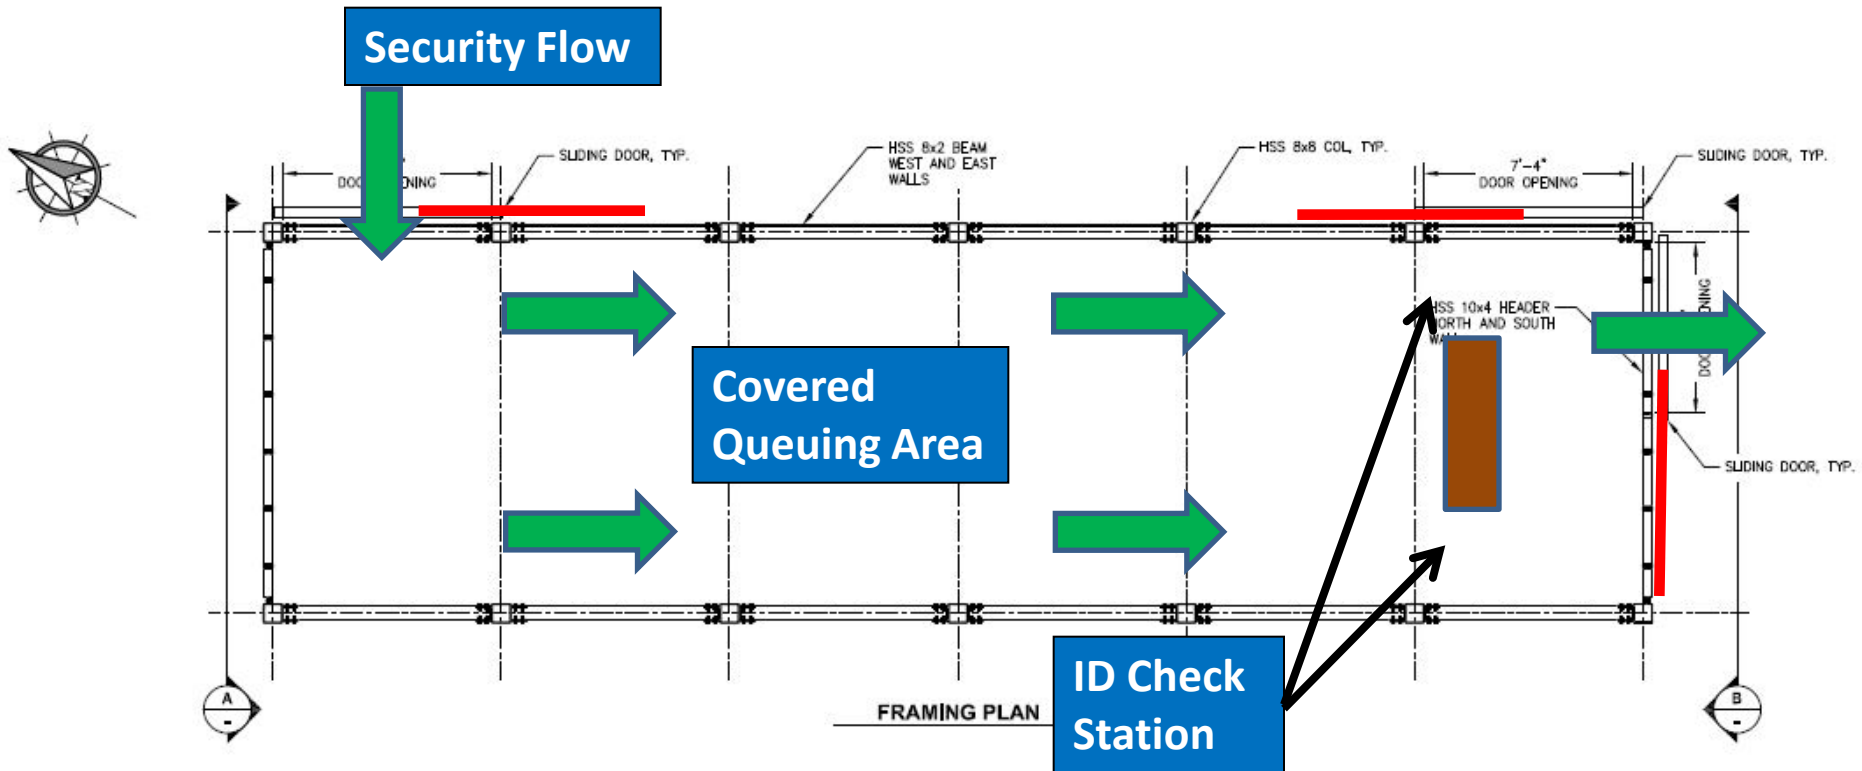 Security Flow
SLIDING DOOR, TYP.
HSS 8x2 BEAM
WEST AND EAST
WALLS
HSS 8x8 COL, TYP.
7'-4"
DOOR OPENING
SLIDING DOOR, TYP.
HSS 10x4 HEADER
NORTH AND SOUTH
Covered
Queuing Area
SLIDING DOOR, TYP.
ID Check
Station
FRAMING PLAN
A
-
B
-